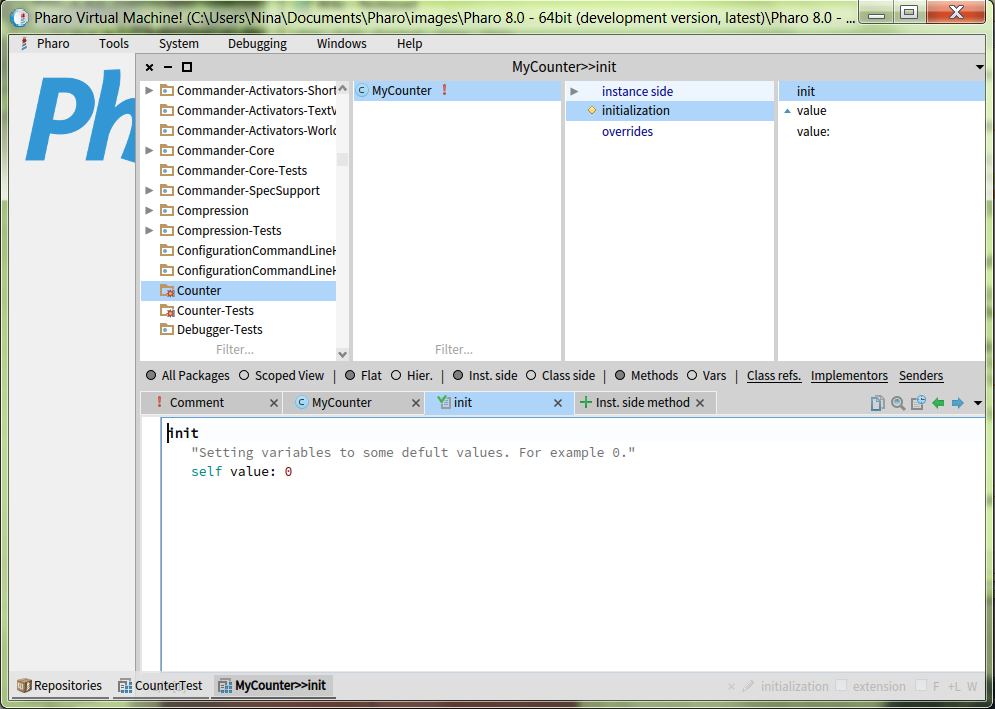 Pharo Virtual Machine! (C:\Users\Nina\Documents\Pharo\images\Pharo 8.0 - 64bit (development version, latest)\Pharo 8.0 - ...
Pharo Tools System Debugging Windows Help
MyCounter>>init
Ph
Commander-Activators-Short
Commander-Activators-TextV
Commander-Activators-World
Commander-Core
Commander-Core-Tests
Commander-SpecSupport
Compression
Compression-Tests
ConfigurationCommandLineH
ConfigurationCommandLineH
Counter
Counter-Tests
Debugger-Tests
Filter...
MyCounter !
Filter...
instance side
initialization
overrides
init
value
value:
All Packages Scoped View | Flat Hier. | Inst. side Class side | Methods Vars | Class refs. Implementors Senders
! Comment MyCounter init Inst. side method
init
"Setting variables to some defult values. For example 0."
self value: 0
Repositories CounterTest MyCounter>>init initialization extension F +L W